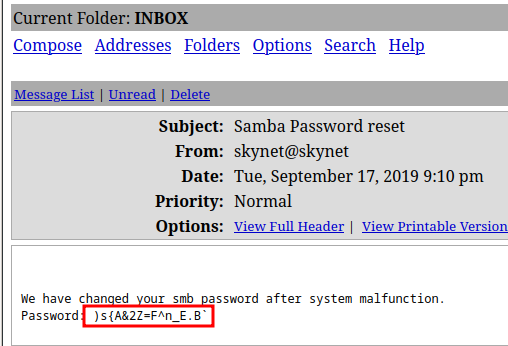 Current Folder: INBOX
Compose Addresses Folders Options Search Help
Message List | Unread | Delete
Subject: Samba Password reset
From: skynet@skynet
Date: Tue, September 17, 2019 9:10 pm
Priority: Normal
Options: View Full Header | View Printable Version
We have changed your smb password after system malfunction.
Password: )s{A&2Z=F^n_E.B`